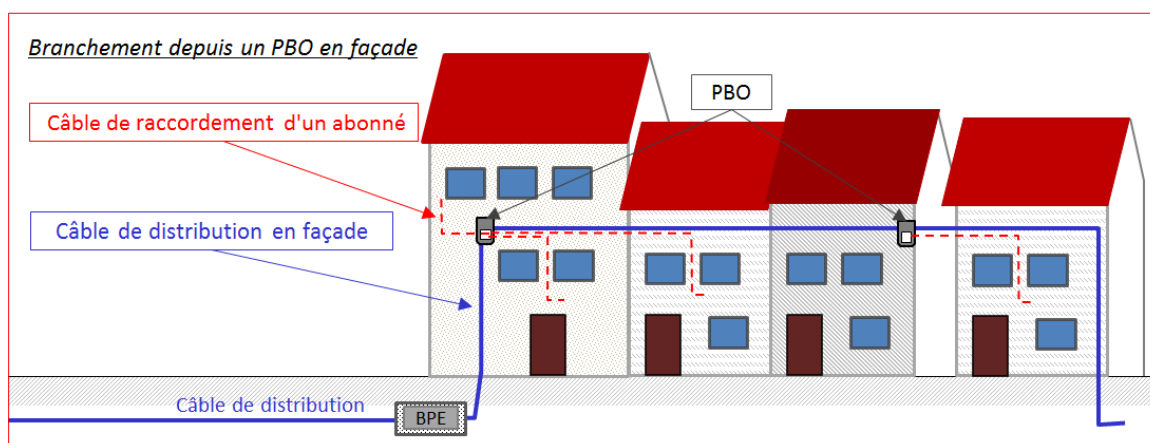 Branchement depuis un PBO en façade
PBO
Câble de raccordement d'un abonné
Câble de distribution en façade
Câble de distribution
BPE